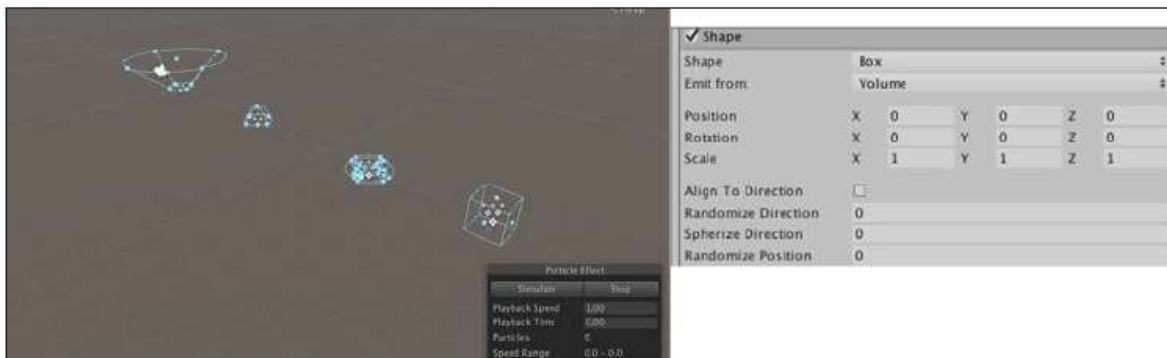 Shape
Shape Box
Emit from: Volume
Position X 0 Y 0 Z 0
Rotation X 0 Y 0 Z 0
Scale X 1 Y 1 Z 1
Align To Direction
Randomize Direction 0
Spherize Direction 0
Randomize Position 0
Particle Effect
Simulate Stop
Playback Speed 1.00
Playback Time 0.00
Particles
Speed Range 0.0 - 0.0